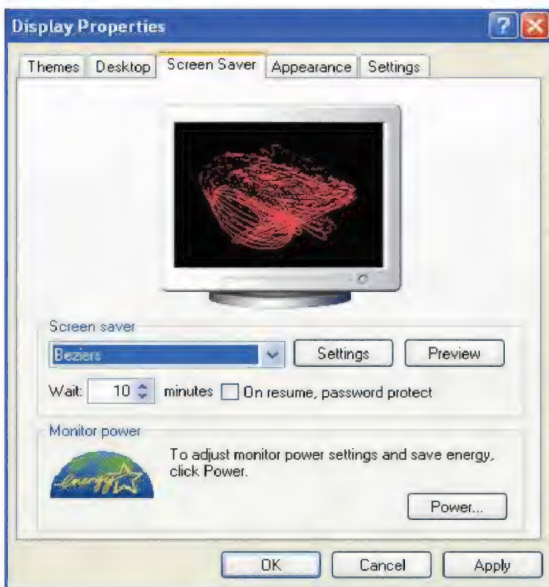 Display Properties
Themes Desktop Screen Saver Appearance Settings
Screen saver
Beziers
Settings
Preview
Wait: 10 minutes On resume, password protect
Monitor power
energy
To adjust monitor power settings and save energy,
click Power.
Power...
OK Cancel Apply